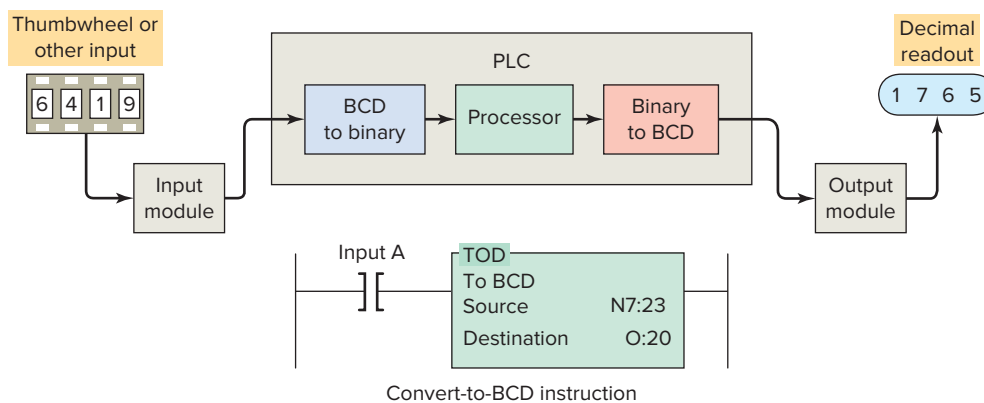 Thumbwheel or
other input
6 4 1 9
Input
module
PLC
BCD
to binary
Processor
Binary
to BCD
Decimal
readout
1 7 6 5
Output
module
Input A
TOD
To BCD
Source N7:23
Destination O:20
Convert-to-BCD instruction